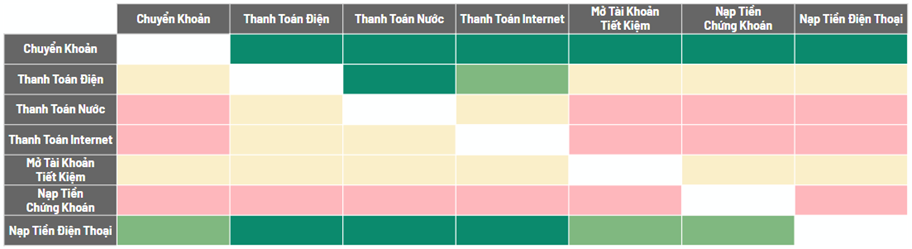 Chuyển Khoản
Thanh Toán Điện
Thanh Toán Nước
Thanh Toán Internet
Mở Tài Khoản
Tiết Kiệm
Nạp Tiền
Chứng Khoán
Nạp Tiền Điện Thoại
Chuyển Khoản
Thanh Toán Điện
Thanh Toán Nước
Thanh Toán Internet
Mở Tài Khoản
Tiết Kiệm
Nạp Tiền
Chứng Khoán
Nạp Tiền Điện Thoại